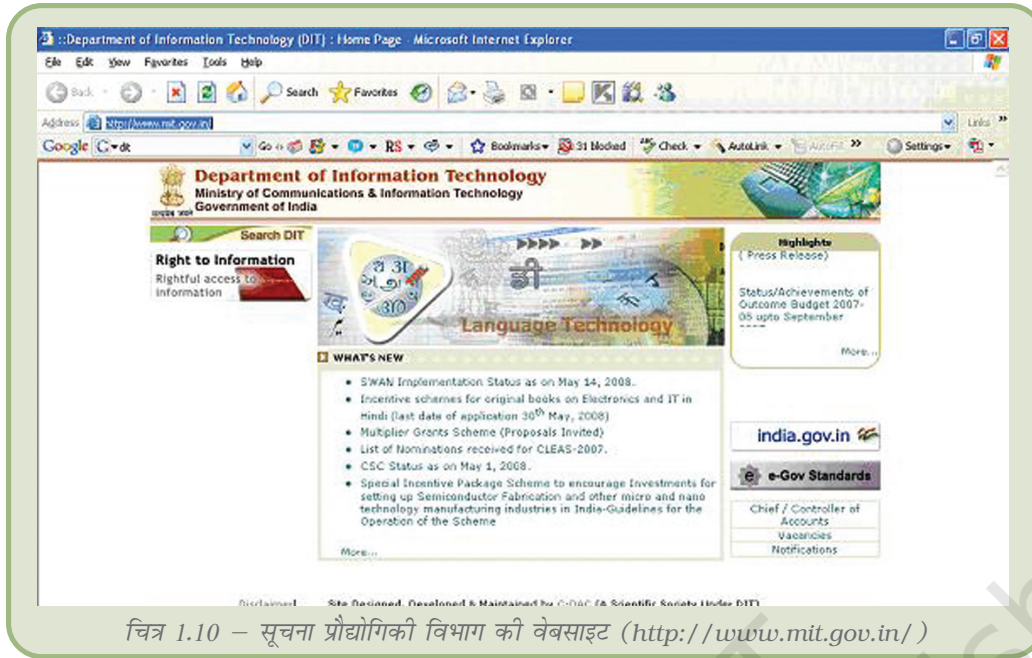 ::Department of Information Technology (DIT) : Home Page - Microsoft Internet Explorer
File Edit View Favorites Tools Help
Back Search Favorites
Address http://www.mit.gov.in/ Links
Google Go Bookmarks 31 blocked Check AutoLink AutoFill Settings
Department of Information Technology
Ministry of Communications & Information Technology
Government of India
Search DIT
Right to Information
Rightful access to
information
Language Technology
WHAT'S NEW
• SWAN Implementation Status as on May 14, 2008.
• Incentive schemes for original books on Electronics and IT in
Hindi (last date of application 30th May, 2008)
• Multiplier Grants Scheme (Proposals Invited)
• List of Nominations received for CLEAS-2007.
• CSC Status as on May 1, 2008.
• Special Incentive Package Scheme to encourage Investments for
setting up Semiconductor Fabrication and other micro and nano
technology manufacturing industries in India-Guidelines for the
Operation of the Scheme
More...
Highlights
( Press Release)
Status/Achievements of
Outcome Budget 2007-
05 upto September
More...
india.gov.in
e-Gov Standards
Chief / Controller of
Accounts
Vacancies
Notifications
Disclaimer Site Designed, Developed & Maintained by C-DAC (A Scientific Society Under DIT)
चित्र 1.10 – सूचना प्रौद्योगिकी विभाग की वेबसाइट (http://www.mit.gov.in/)